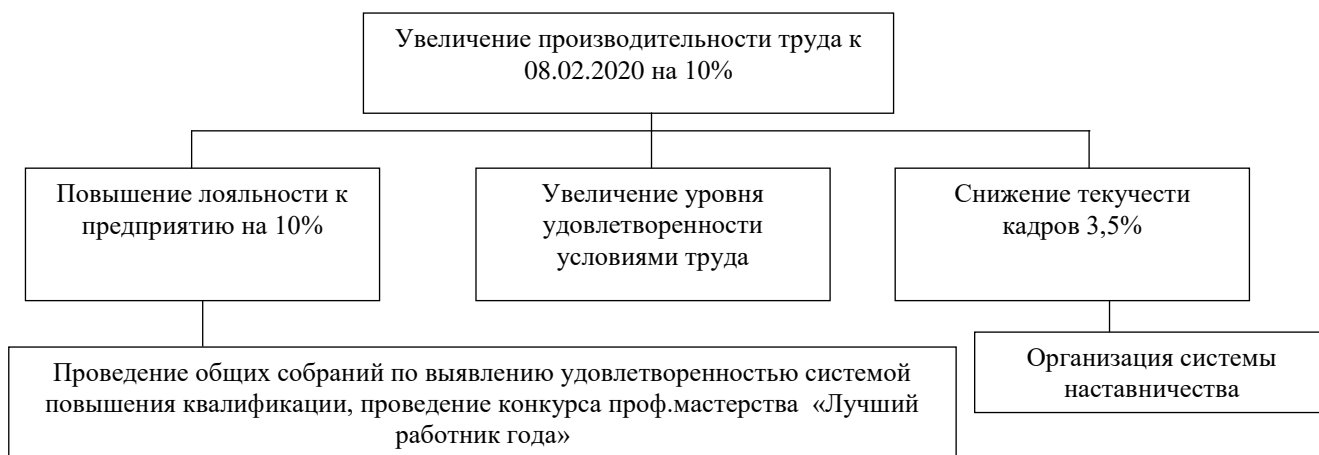 Увеличение производительности труда к
08.02.2020 на 10%
Повышение лояльности к
предприятию на 10%
Увеличение уровня
удовлетворенности
условиями труда
Снижение текучести
кадров 3,5%
Проведение общих собраний по выявлению удовлетворенностью системой
повышения квалификации, проведение конкурса проф.мастерства «Лучший
работник года»
Организация системы
наставничества